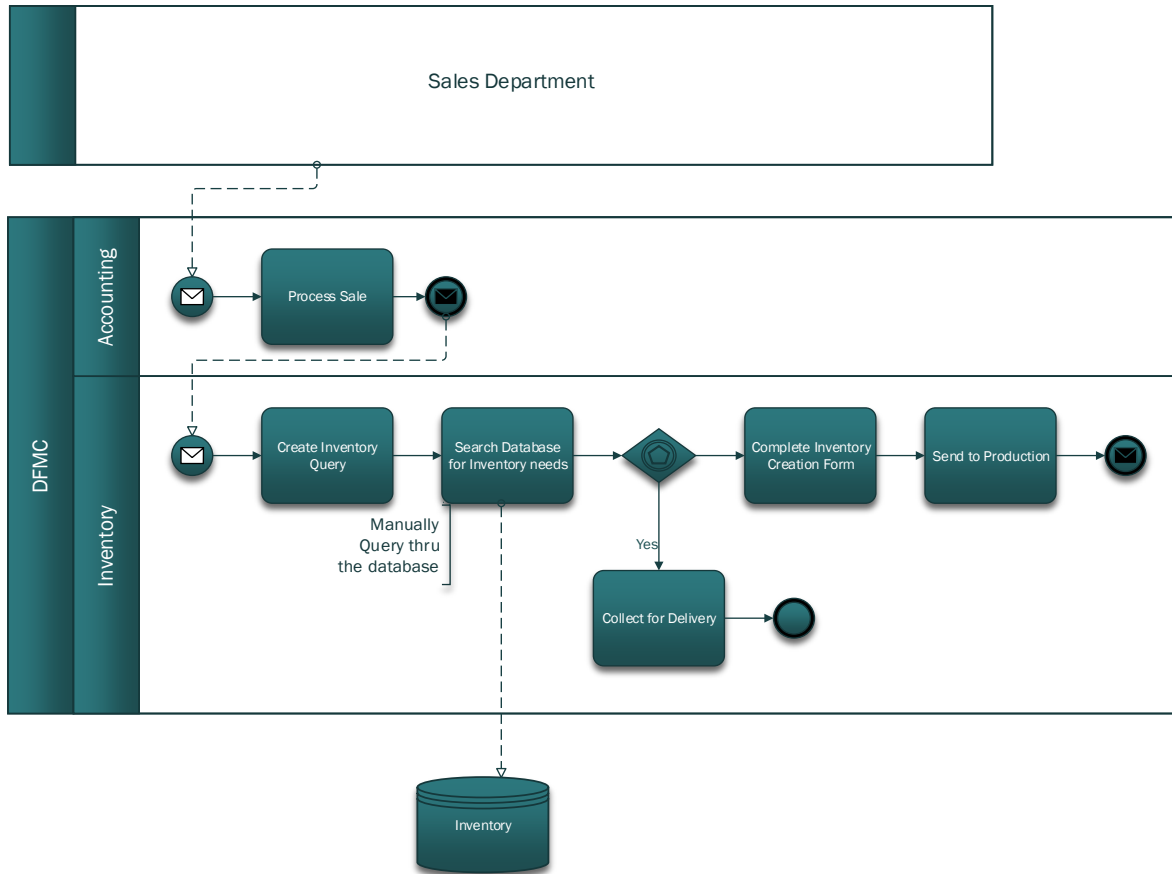 Sales Department
DFMC
Accounting
Process Sale
Inventory
Create Inventory
Query
Search Database
for Inventory needs
Complete Inventory
Creation Form
Send to Production
Manually
Query thru
the database
Yes
Collect for Delivery
Inventory